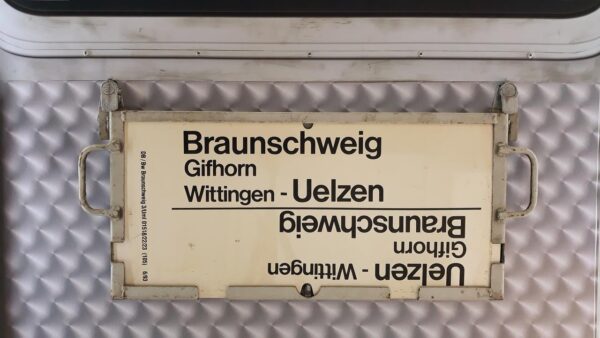 Braunschweig
Gifhorn
Wittingen - Uelzen
Uelzen - Wittingen
Gifhorn
Braunschweig